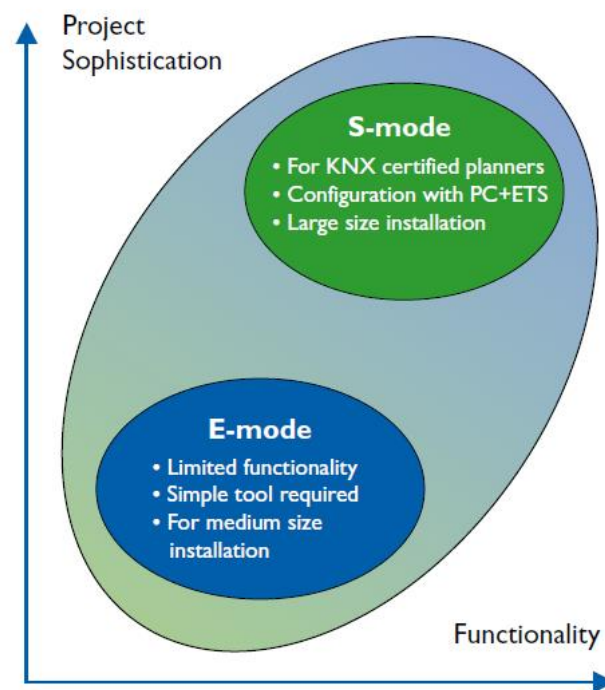 Project
Sophistication
S-mode
• For KNX certified planners
• Configuration with PC+ETS
• Large size installation
E-mode
• Limited functionality
• Simple tool required
• For medium size
installation
Functionality